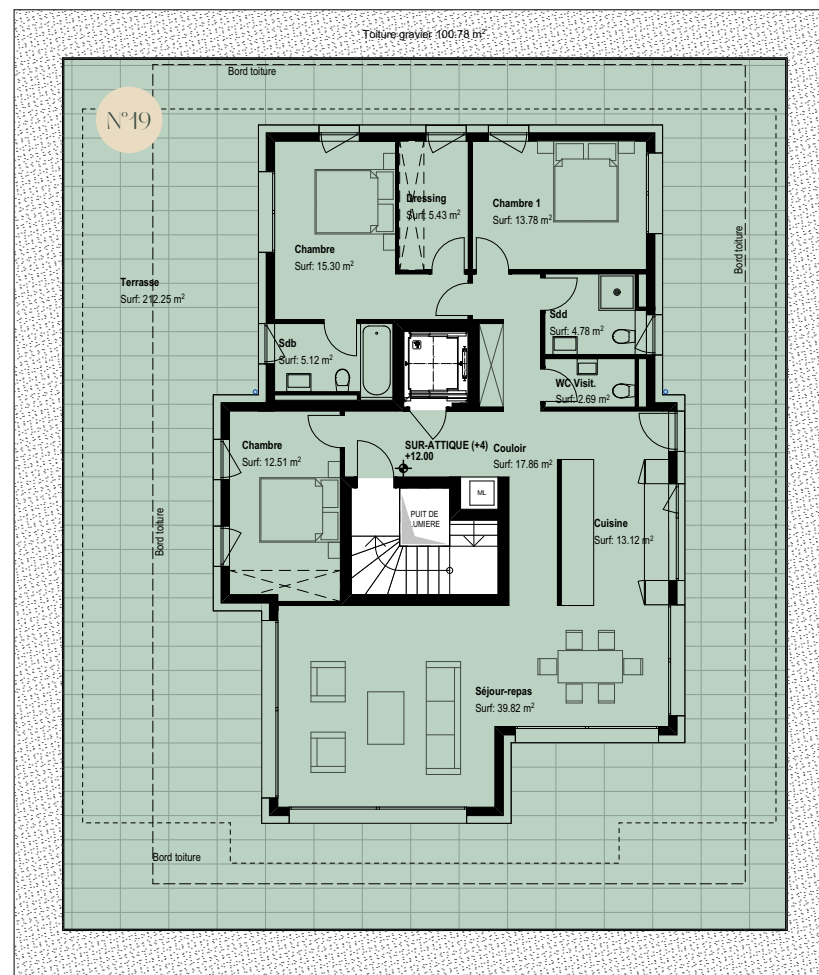 Toiture gravier 100.78 m²
Bord toiture
N°19
Dressing
Surf: 5.43 m²
Chambre 1
Surf: 13.78 m²
Chambre
Surf: 15.30 m²
Bord toiture
Terrasse
Surf: 212.25 m²
Sdd
Surf: 4.78 m²
Sdb
Surf: 5.12 m²
WC Visit.
Surf: 2.69 m²
Chambre
Surf: 12.51 m²
SUR-ATTIQUE (+4)
+12.00
Couloir
Surf: 17.86 m²
ML
PUIT DE
LUMIERE
Cuisine
Surf: 13.12 m²
Bord toiture
Séjour-repas
Surf: 39.82 m²
Bord toiture